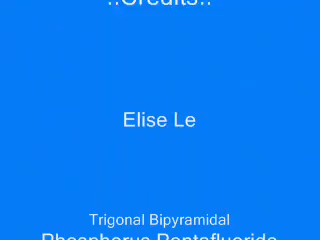 ..Credits..
Elise Le
Trigonal Bipyramidal
Phosphorus Pentafluoride